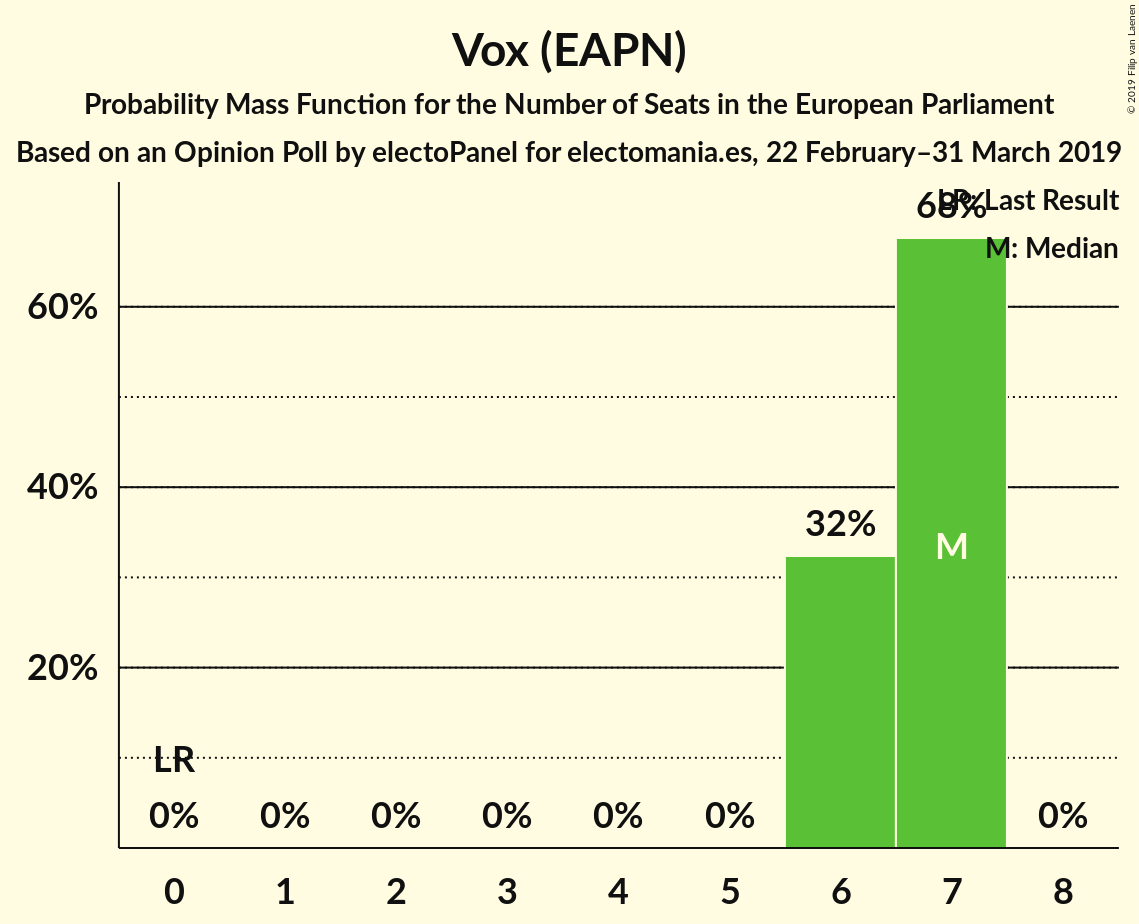 Vox (EAPN)
Probability Mass Function for the Number of Seats in the European Parliament
Based on an Opinion Poll by electoPanel for electomania.es, 22 February–31 March 2019
© 2019 Filip van Laenen
LR: Last Result
M: Median
68%
60%
40%
32%
M
20%
LR
0% 0% 0% 0% 0% 0% 0%
0 1 2 3 4 5 6 7 8